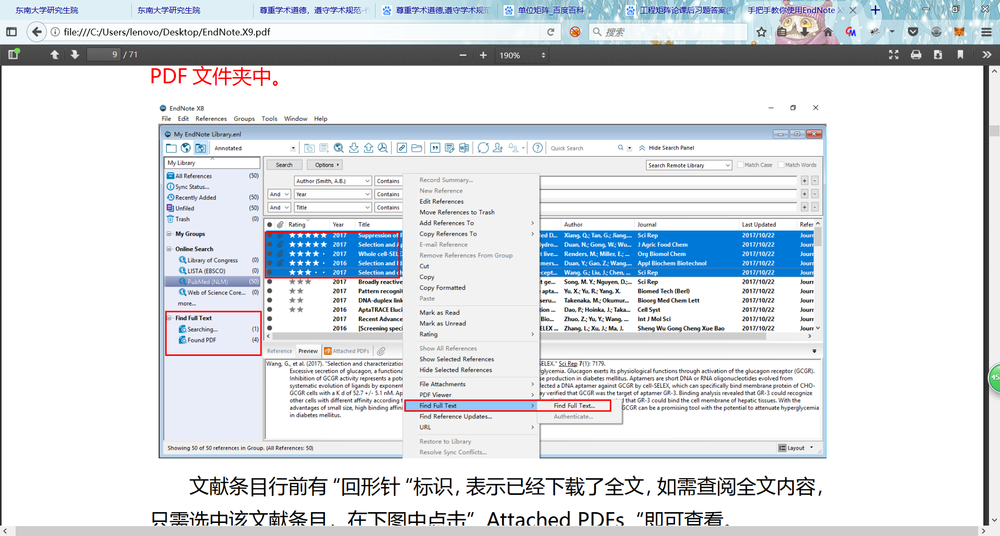 东南大学研究生院
东南大学研究生院
尊重学术道德，遵守学术规范-
尊重学术道德,遵守学术规范
单位矩阵_百度百科
工程矩阵论课后习题答案(
手把手教你使用EndNote X
file:///C:/Users/lenovo/Desktop/EndNote.X9.pdf
搜索
9 / 71
190%
PDF 文件夹中。
EndNote X8
File Edit References Groups Tools Window Help
My EndNote Library.enl
Annotated
Quick Search
Hide Search Panel
My Library
Search Options
Search Remote Library Match Case Match Words
All References (50)
Sync Status...
Recently Added (50)
Unfiled (50)
Trash (0)
My Groups
Online Search
Library of Congress (0)
LISTA (EBSCO) (0)
PubMed (NLM) (50)
Web of Science Core... (0)
more...
Find Full Text
Searching... (1)
Found PDF (4)
Author (Smith, A.B.) Contains + -
And Year Contains + -
And Title Contains + -
Rating Year Title Author Journal Last Updated Refer
★★★★★ 2017 Suppression of F ed D... Xiang, Q.; Tan, G.; Jiang,... Sci Rep 2017/10/22 Journ
★★★★★ 2017 Selection and Ap ydro... Duan, N.; Gong, W.; Wu... J Agric Food Chem 2017/10/22 Journ
★★★★ · 2017 Whole cell-SELE t live... Renders, M.; Miller, E.; ... Org Biomol Chem 2017/10/22 Journ
★★★★ · 2016 Selection and Id mers... Duan, Y.; Gao, Z.; Wang,... Appl Biochem Biotechnol 2017/10/22 Journ
★★★ · · 2017 Selection and ch cept... Wang, G.; Liu, J.; Chen, ... Sci Rep 2017/10/22 Journ
★★★ 2017 Broadly reactive t ge... Song, M. Y.; Nguyen, D.;... Sci Rep 2017/10/22 Journ
★★ 2017 Pattern recognit apta... Yu, X.; Yu, R.; Yang, X. Biomed Tech (Berl) 2017/10/22 Journ
★★ 2017 DNA-duplex link seru... Takenaka, M.; Okumur... Bioorg Med Chem Lett 2017/10/22 Journ
★★ 2016 AptaTRACE Eluci tion ... Dao, P.; Hoinka, J.; Taka... Cell Syst 2017/10/22 Journ
2017 Recent Advance Bio... Zhuo, Z.; Yu, Y.; Wang, ... Int J Mol Sci 2017/10/22 Journ
2016 [Screening speci SELEX ... Zhang, L.; Xu, J.; Ma, J. Sheng Wu Gong Cheng Xue Bao 2017/10/22 Journ
Record Summary...
New Reference
Edit References
Move References to Trash
Add References To
Copy References To
E-mail Reference
Remove References From Group
Cut
Copy
Copy Formatted
Paste
Mark as Read
Mark as Unread
Rating
Show All References
Show Selected References
Hide Selected References
File Attachments
PDF Viewer
Find Full Text
Find Reference Updates...
URL
Restore to Library
Resolve Sync Conflicts...
Find Full Text...
Authenticate...
Reference Preview Attached PDFs
Wang, G., et al. (2017). "Selection and characterization SELEX." Sci Rep 7(1): 7179.
Excessive secretion of glucagon, a functiona rglycemia. Glucagon exerts its physiological functions through activation of the glucagon receptor (GCGR).
Inhibition of GCGR activity represents a pote se production in diabetes mellitus. Aptamers are short DNA or RNA oligonucleotides evolved from
systematic evolution of ligands by exponent lected a DNA aptamer against GCGR by cell-SELEX, which can specifically bind membrane protein of CHO-
GCGR cells with a K d of 52.7 +/- 5.1 nM. Ap ay verified that GCGR was the target of aptamer GR-3. Binding analysis revealed that GR-3 could recognize
other cells with different affinity according t d that GR-3 could bind the cell membrane of hepatic tissues. With the
advantages of small size, high binding affini GCGR can be a promising tool with the potential to attenuate hyperglycemia
in diabetes mellitus.
Showing 50 of 50 references in Group. (All References: 50)
Layout
45
文献条目行前有 “回形针 “标识，表示已经下载了全文，如需查阅全文内容，
只需选中该文献条目，在下图中点击” Attached PDFs “即可查看。